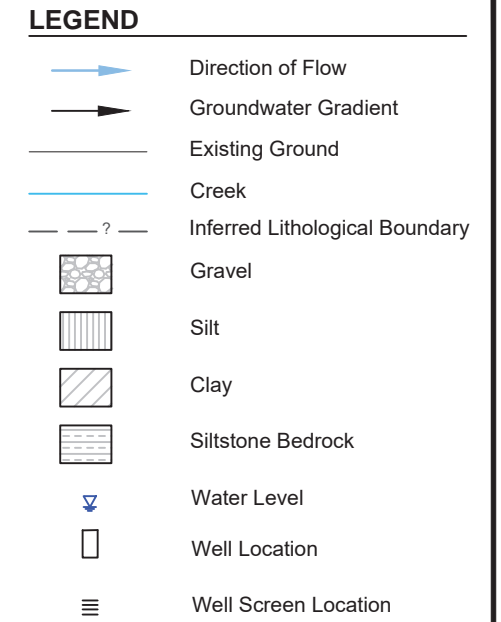 LEGEND
Direction of Flow
Groundwater Gradient
Existing Ground
Creek
? Inferred Lithological Boundary
Gravel
Silt
Clay
Siltstone Bedrock
Water Level
Well Location
Well Screen Location